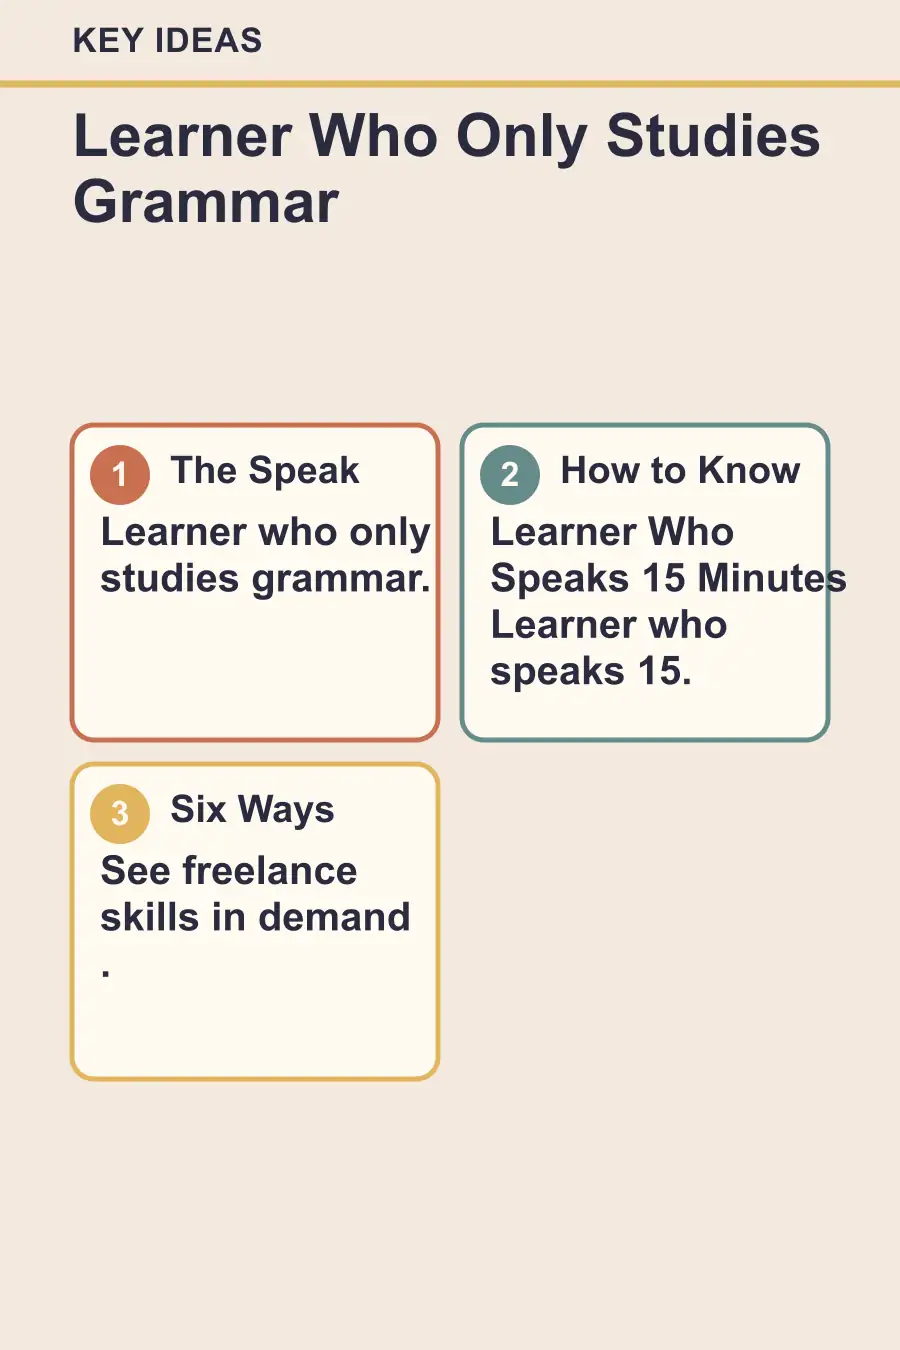 KEY IDEAS
Learner Who Only Studies
Grammar
1 The Speak
Learner who only
studies grammar.
2 How to Know
Learner Who
Speaks 15 Minutes
Learner who
speaks 15.
3 Six Ways
See freelance
skills in demand
.